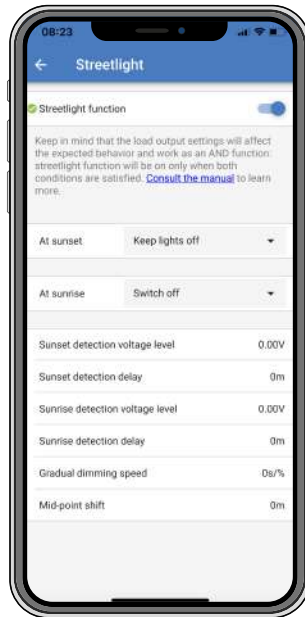 08:23
Streetlight
Streetlight function
Keep in mind that the load output settings will affect
the expected behavior and work as an AND function:
streetlight function will be on only when both
conditions are satisfied. Consult the manual to learn
more.
At sunset Keep lights off
At sunrise Switch off
Sunset detection voltage level 0.00V
Sunset detection delay 0m
Sunrise detection voltage level 0.00V
Sunrise detection delay 0m
Gradual dimming speed 0s/%
Mid-point shift 0m